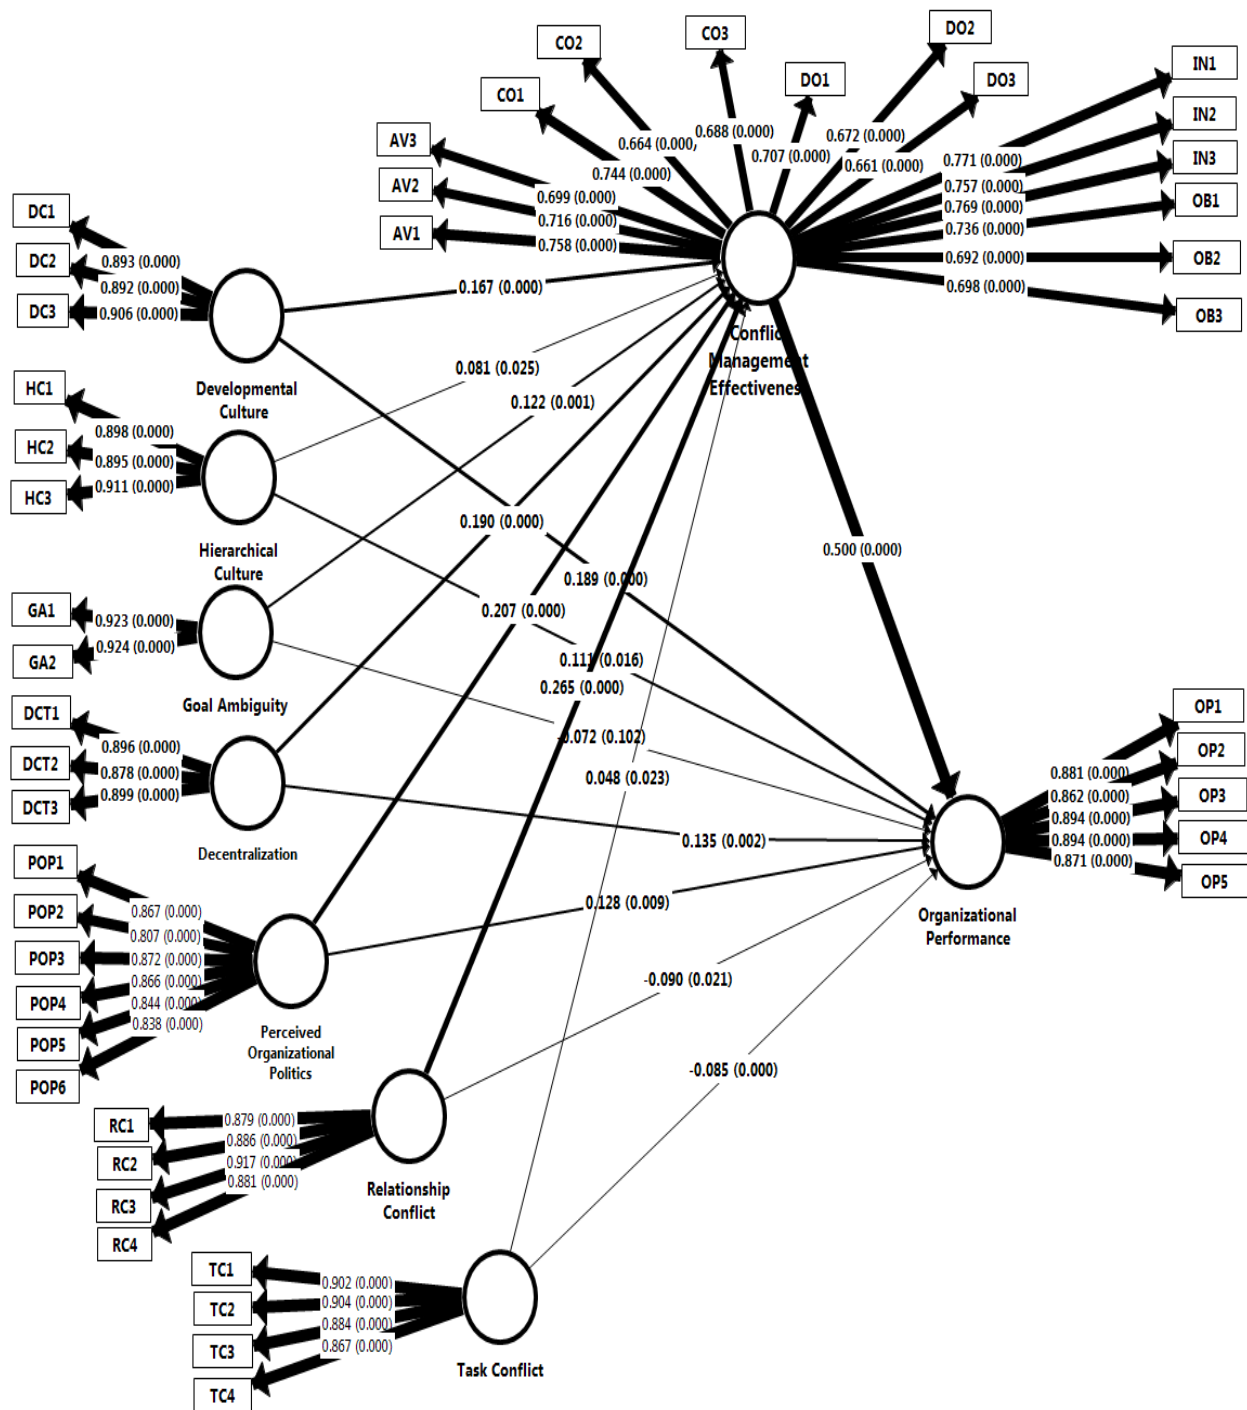 DO2
CO3
CO2
IN1
DO1
DO3
CO1
IN2
0.688 (0.000)
0.672 (0.000)
AV3
0.664 (0.000)
0.707 (0.000)
0.771 (0.000)
IN3
0.661 (0.000)
0.744 (0.000)
AV2
0.757 (0.000)
0.699 (0.000)
0.769 (0.000)
OB1
DC1
0.716 (0.000)
0.736 (0.000)
AV1
0.758 (0.000)
0.692 (0.000)
OB2
DC2
0.893 (0.000)
0.892 (0.000)
0.167 (0.000)
0.698 (0.000)
DC3
0.906 (0.000)
OB3
Conflict
Management
Effectiveness
0.081 (0.025)
Developmental
Culture
HC1
0.122 (0.001)
0.898 (0.000)
HC2
0.895 (0.000)
0.911 (0.000)
HC3
0.190 (0.000)
0.500 (0.000)
Hierarchical
Culture
0.189 (0.000)
GA1
0.923 (0.000)
0.207 (0.000)
0.924 (0.000)
GA2
0.111 (0.016)
0.265 (0.000)
Goal Ambiguity
DCT1
OP1
0.896 (0.000)
-0.072 (0.102)
OP2
DCT2
0.878 (0.000)
0.048 (0.023)
0.881 (0.000)
0.899 (0.000)
0.862 (0.000)
OP3
DCT3
0.894 (0.000)
0.135 (0.002)
0.894 (0.000)
OP4
Decentralization
0.871 (0.000)
POP1
OP5
0.867 (0.000)
0.128 (0.009)
POP2
Organizational
Performance
0.807 (0.000)
POP3
0.872 (0.000)
0.866 (0.000)
-0.090 (0.021)
POP4
0.844 (0.000)
0.838 (0.000)
POP5
Perceived
Organizational
Politics
POP6
-0.085 (0.000)
RC1
0.879 (0.000)
0.886 (0.000)
RC2
0.917 (0.000)
0.881 (0.000)
RC3
Relationship
Conflict
RC4
TC1
0.902 (0.000)
TC2
0.904 (0.000)
0.884 (0.000)
TC3
0.867 (0.000)
Task Conflict
TC4